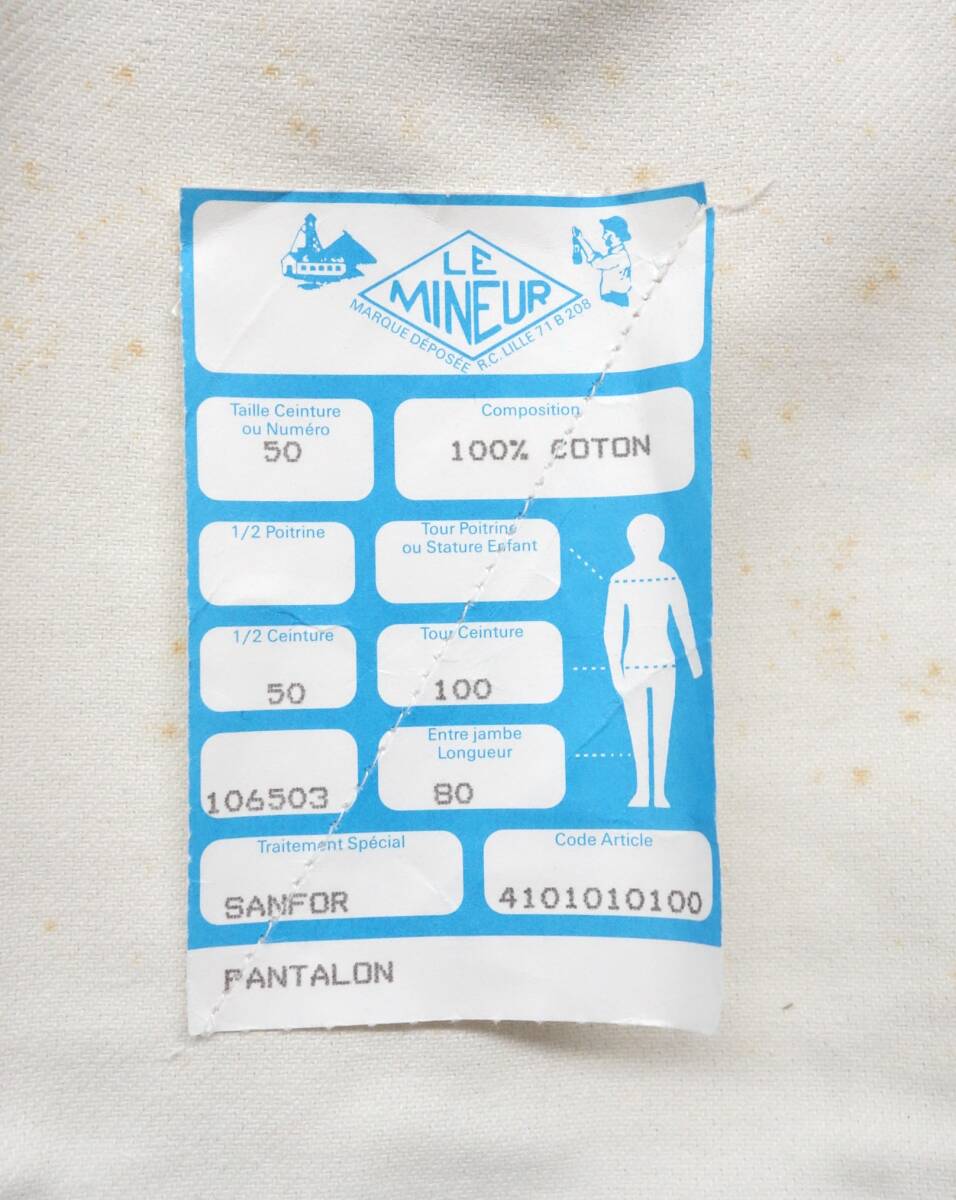 LE
MINEUR
MARQUE DÉPOSÉE R.C. LILLE 71 B 208
Taille Ceinture
ou Numéro
50
Composition
100% COTON
1/2 Poitrine
Tour Poitrine
ou Stature Enfant
1/2 Ceinture
50
Tour Ceinture
100
106503
Entre jambe
Longueur
80
Traitement Spécial
SANFOR
Code Article
4101010100
PANTALON